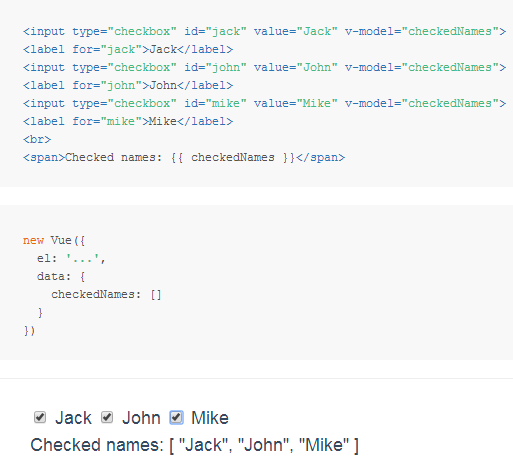 <input type="checkbox" id="jack" value="Jack" v-model="checkedNames">
<label for="jack">Jack</label>
<input type="checkbox" id="john" value="John" v-model="checkedNames">
<label for="john">John</label>
<input type="checkbox" id="mike" value="Mike" v-model="checkedNames">
<label for="mike">Mike</label>
<br>
<span>Checked names: {{ checkedNames }}</span>
new Vue({
  el: '...',
  data: {
    checkedNames: []
  }
})
Jack John Mike
Checked names: [ "Jack", "John", "Mike" ]